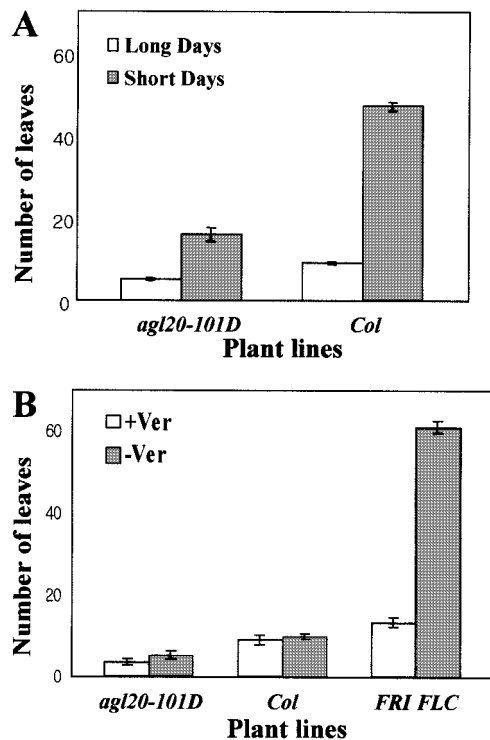 A
Number of leaves
60
40
20
0
Long Days
Short Days
agl20-101D Col
Plant lines
B
Number of leaves
60
40
20
0
+Ver
-Ver
agl20-101D Col FRI FLC
Plant lines